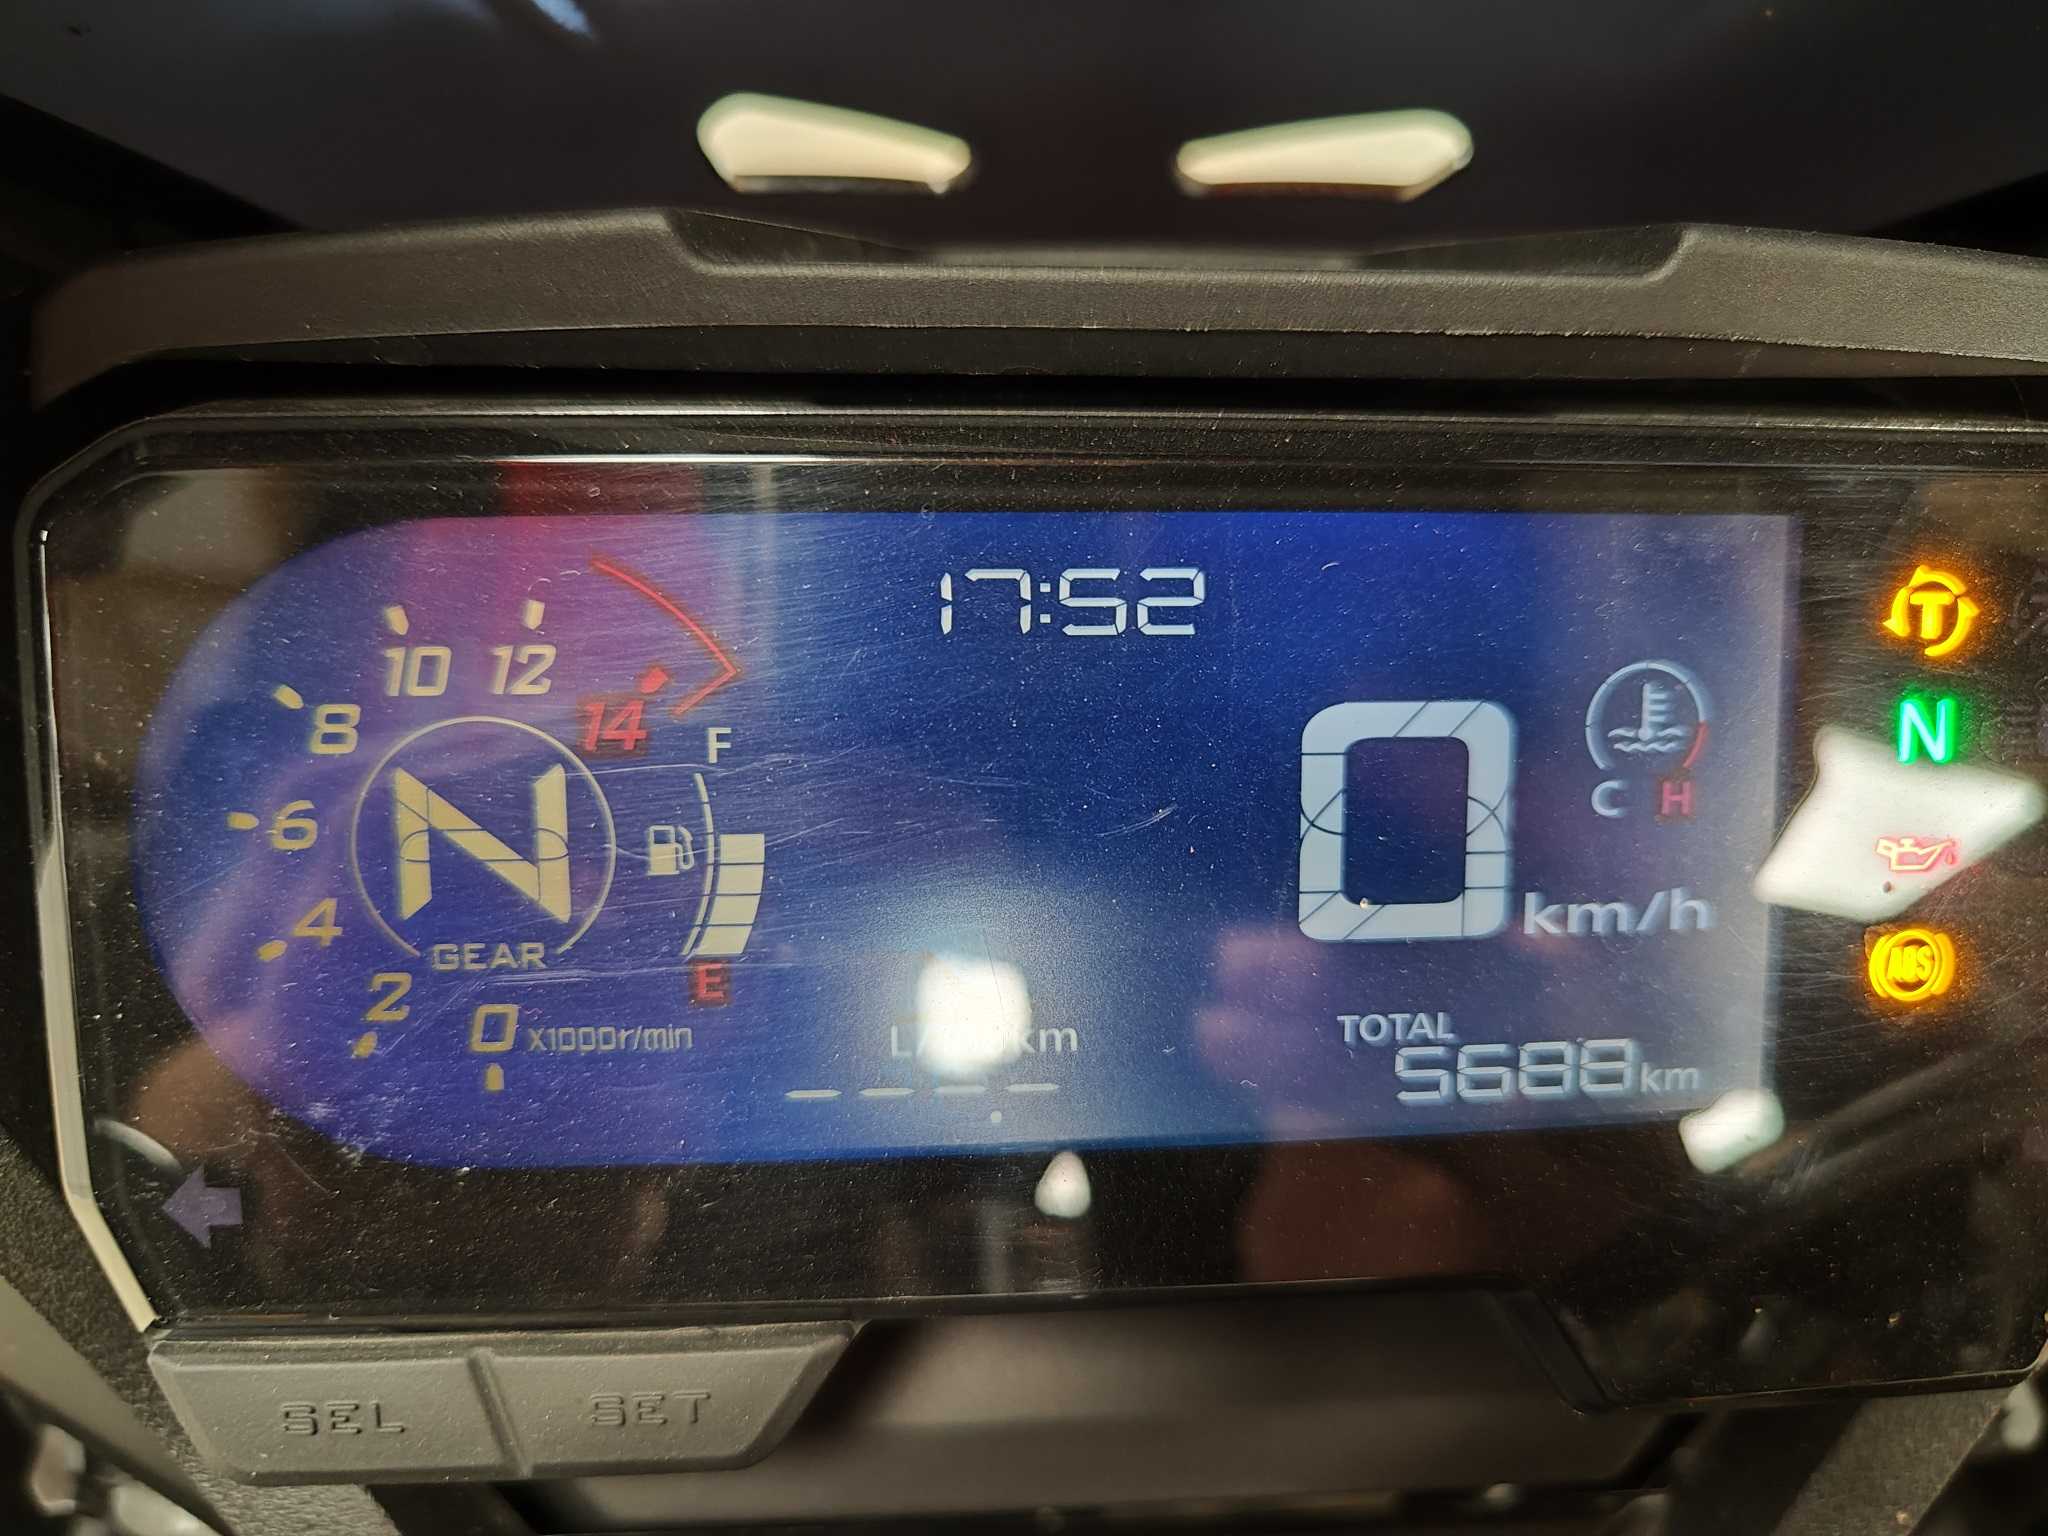 17:52
10 12
8
14
6
4
2
0 X1000r/min
N
GEAR
F
E
0 km/h
C H
km
TOTAL
5688 km
T
N
ABS
SEL SET